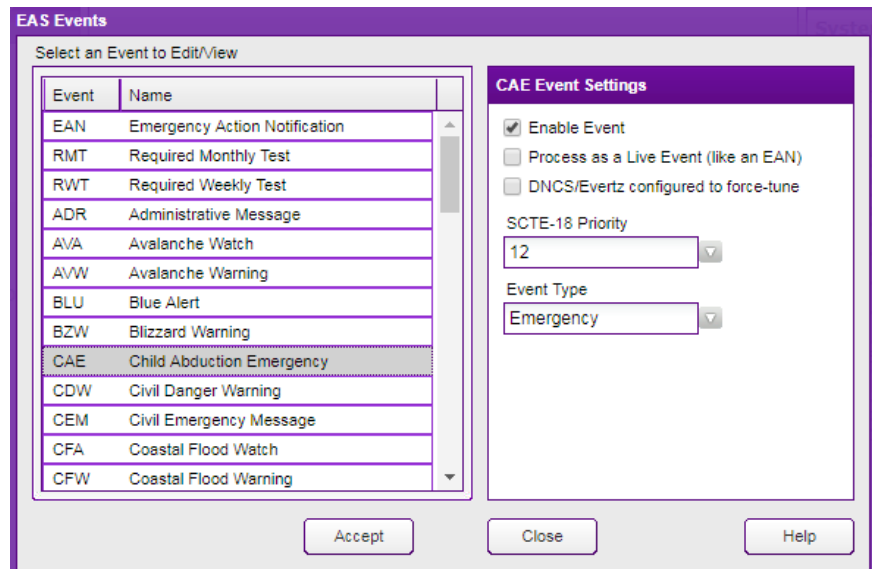 EAS Events
Syste
Select an Event to Edit/View
Event Name
EAN Emergency Action Notification
RMT Required Monthly Test
RWT Required Weekly Test
ADR Administrative Message
AVA Avalanche Watch
AVW Avalanche Warning
BLU Blue Alert
BZW Blizzard Warning
CAE Child Abduction Emergency
CDW Civil Danger Warning
CEM Civil Emergency Message
CFA Coastal Flood Watch
CFW Coastal Flood Warning
CAE Event Settings
Enable Event
Process as a Live Event (like an EAN)
DNCS/Evertz configured to force-tune
SCTE-18 Priority
12
Event Type
Emergency
Accept Close Help